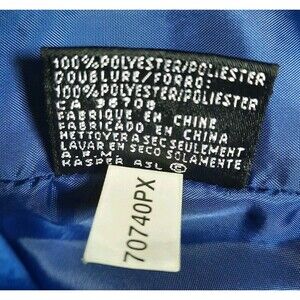 100%POLYESTER/POLIESTER
DOUBLURE/FORRO:
100%POLYESTER/POLIESTER
CA 36708
FABRIQUE EN CHINE
FABRICADO EN CHINA
NETTOYER A SEC SEULEMENT
LAVAR EN SECO SOLAMENTE
A.B.M.
KASPER ASL ©
70740PX